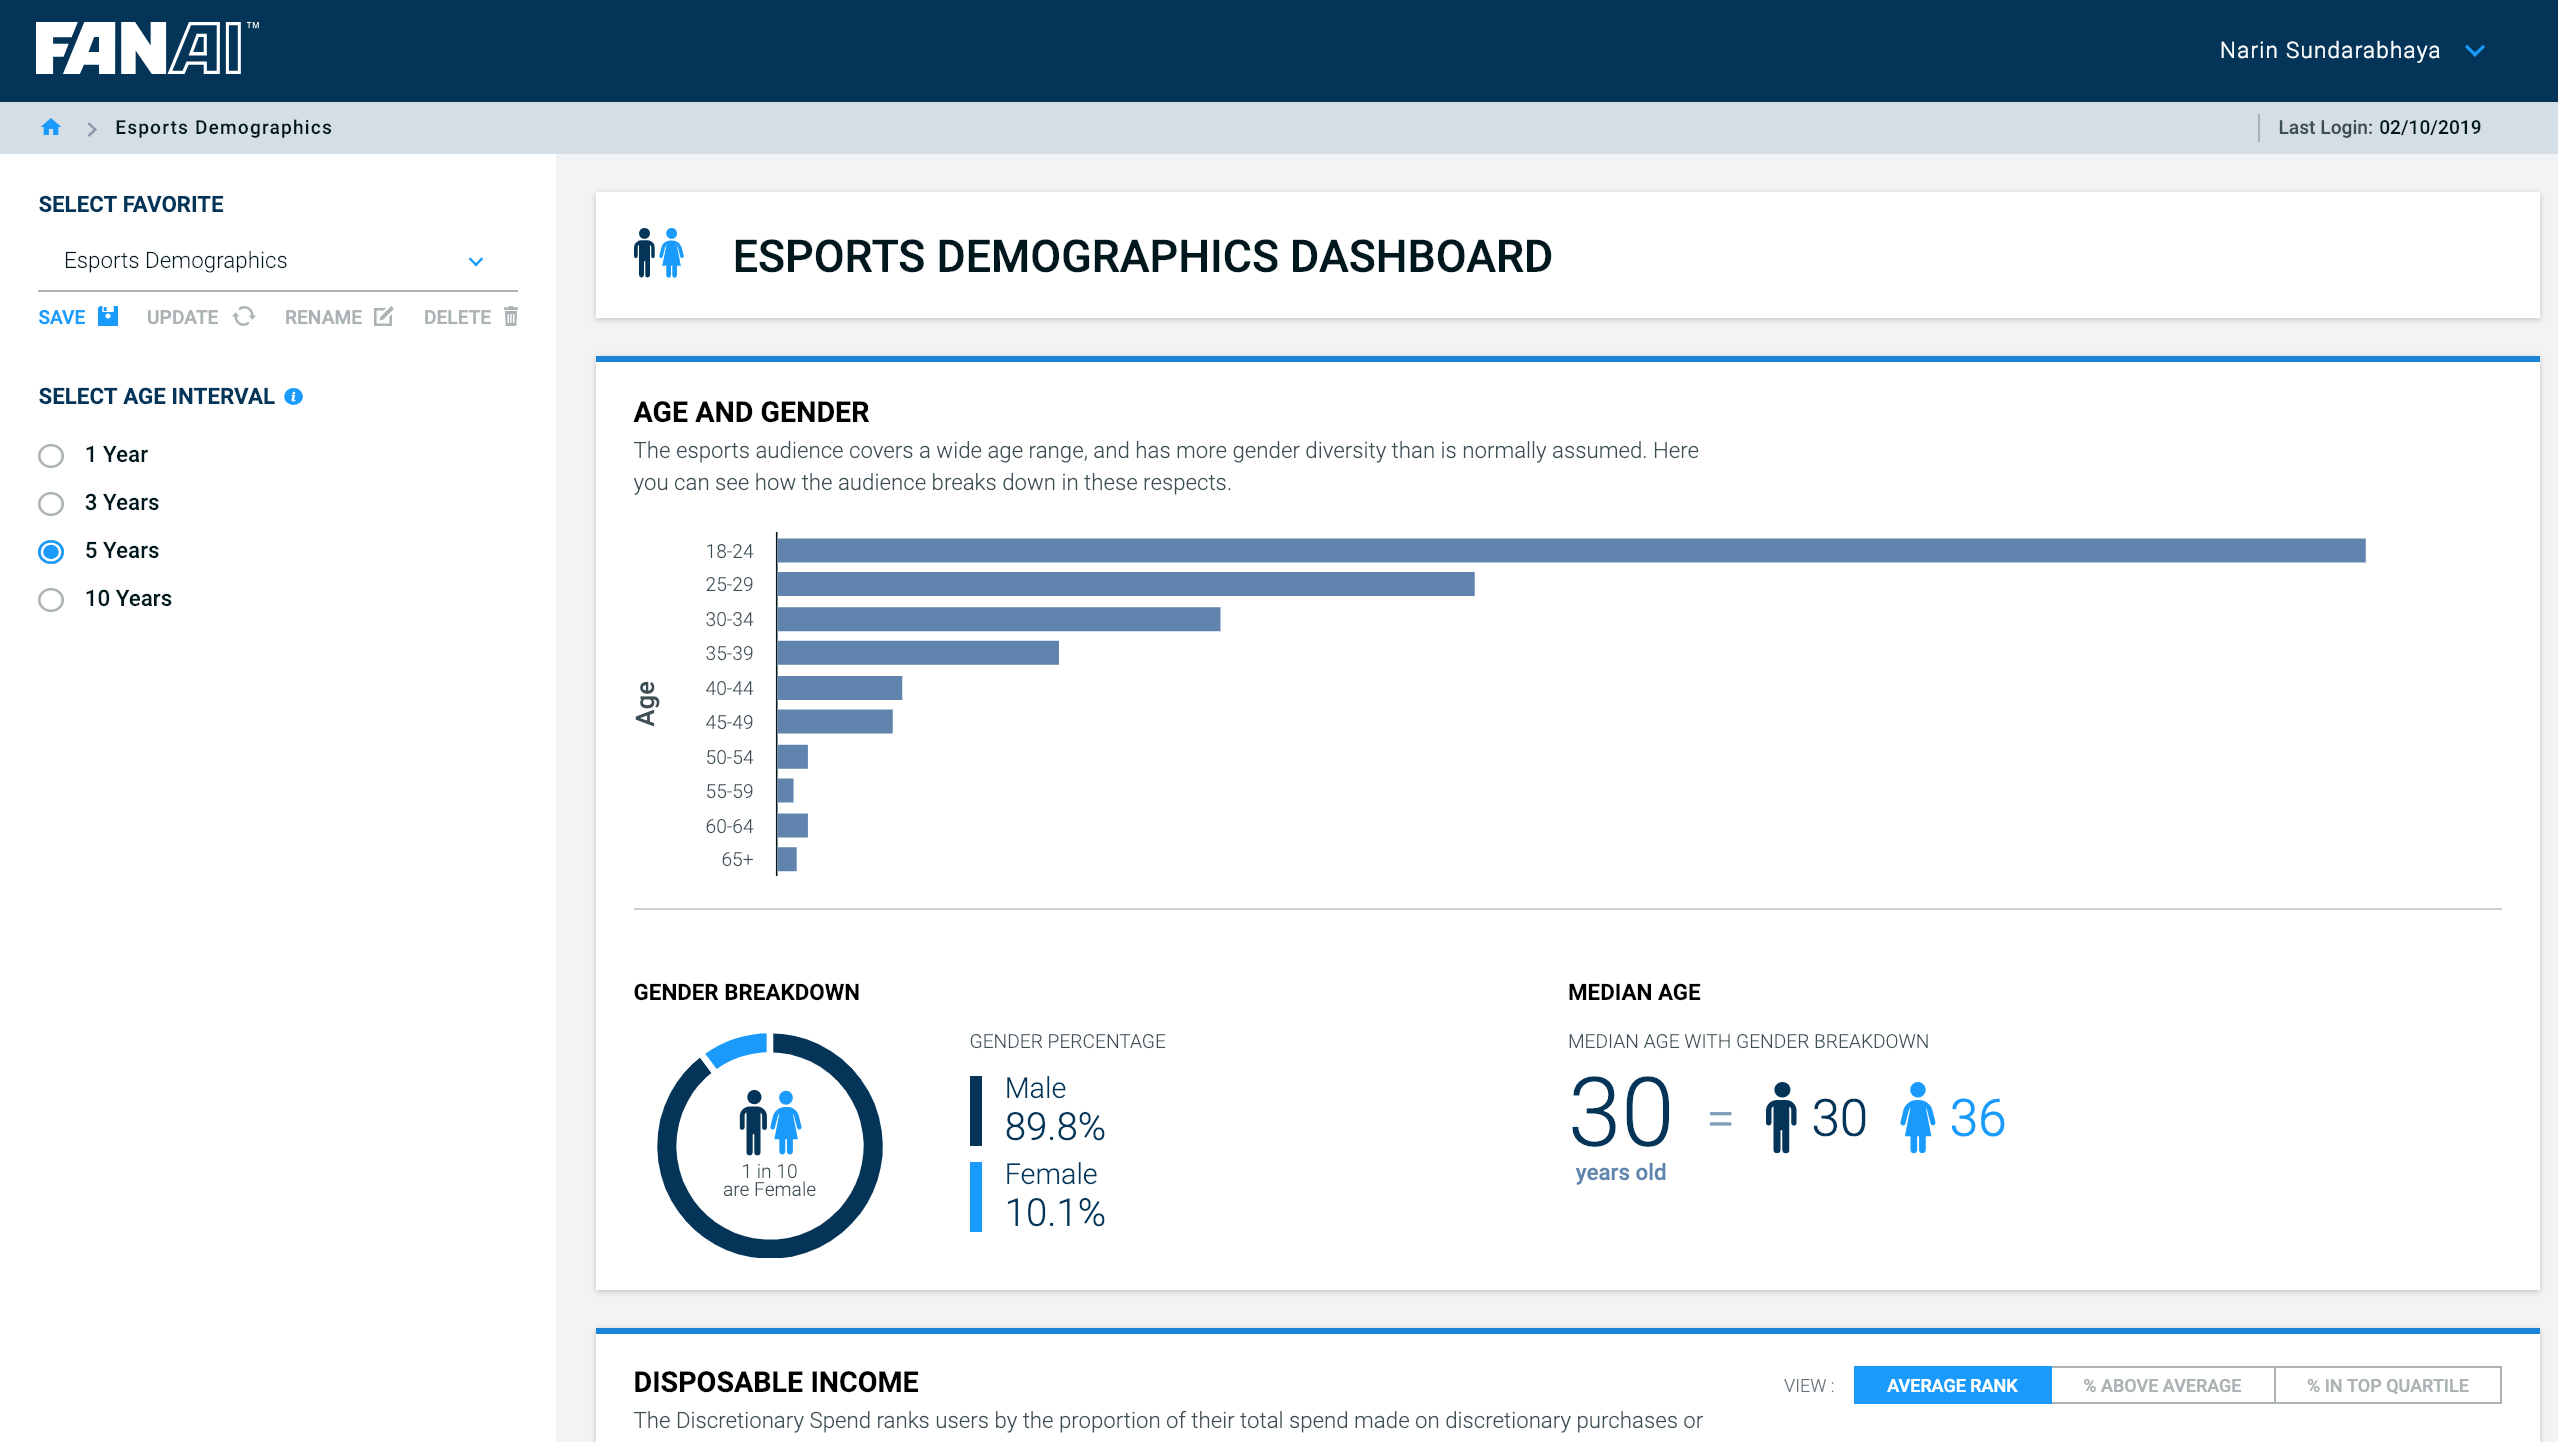 FANAI™
Narin Sundarabhaya
Esports Demographics
Last Login: 02/10/2019
SELECT FAVORITE
Esports Demographics
SAVE UPDATE RENAME DELETE
SELECT AGE INTERVAL i
1 Year
3 Years
5 Years
10 Years
ESPORTS DEMOGRAPHICS DASHBOARD
AGE AND GENDER
The esports audience covers a wide age range, and has more gender diversity than is normally assumed. Here
you can see how the audience breaks down in these respects.
Age
18-24
25-29
30-34
35-39
40-44
45-49
50-54
55-59
60-64
65+
GENDER BREAKDOWN
1 in 10
are Female
GENDER PERCENTAGE
Male
89.8%
Female
10.1%
MEDIAN AGE
MEDIAN AGE WITH GENDER BREAKDOWN
30 = 30 36
years old
DISPOSABLE INCOME
VIEW : AVERAGE RANK % ABOVE AVERAGE % IN TOP QUARTILE
The Discretionary Spend ranks users by the proportion of their total spend made on discretionary purchases or